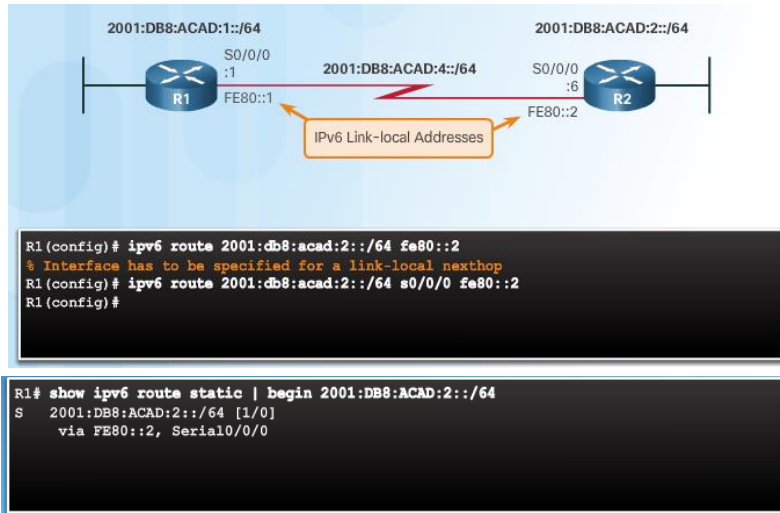 2001:DB8:ACAD:1::/64
2001:DB8:ACAD:2::/64
S0/0/0
:1
2001:DB8:ACAD:4::/64
S0/0/0
:6
R1
FE80::1
R2
FE80::2
IPv6 Link-local Addresses
R1(config)# ipv6 route 2001:db8:acad:2::/64 fe80::2
% Interface has to be specified for a link-local nexthop
R1(config)# ipv6 route 2001:db8:acad:2::/64 s0/0/0 fe80::2
R1(config)#
R1# show ipv6 route static | begin 2001:DB8:ACAD:2::/64
S 2001:DB8:ACAD:2::/64 [1/0]
via FE80::2, Serial0/0/0